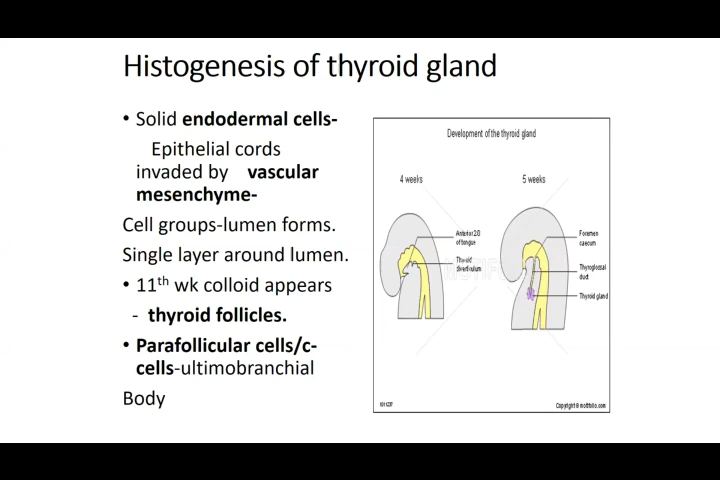 Histogenesis of thyroid gland
• Solid endodermal cells-
Epithelial cords
invaded by vascular
mesenchyme-
Cell groups-lumen forms.
Single layer around lumen.
• 11th wk colloid appears
- thyroid follicles.
• Parafollicular cells/c-
cells-ultimobranchial
Body
Development of the thyroid gland
4 weeks
5 weeks
Anterior 2/3
of tongue
Thyroid
diverticulum
Foramen
caecum
Thyroglossal
duct
Thyroid gland
Copyright © motifolio.com